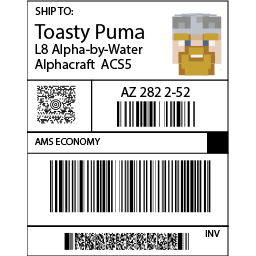 SHIP TO:
Toasty Puma
L8 Alpha-by-Water
Alphacraft  ACS5
AZ 282 2-52
AMS ECONOMY
INV